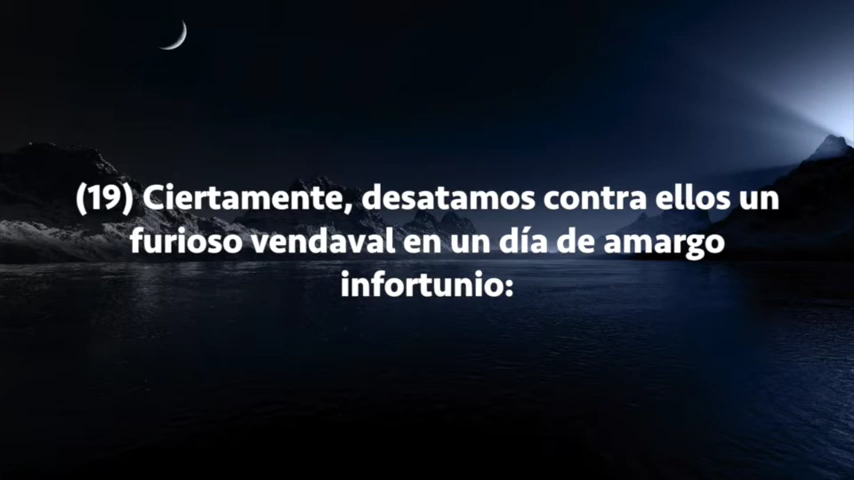 (19) Ciertamente, desatamos contra ellos un
furioso vendaval en un día de amargo
infortunio: